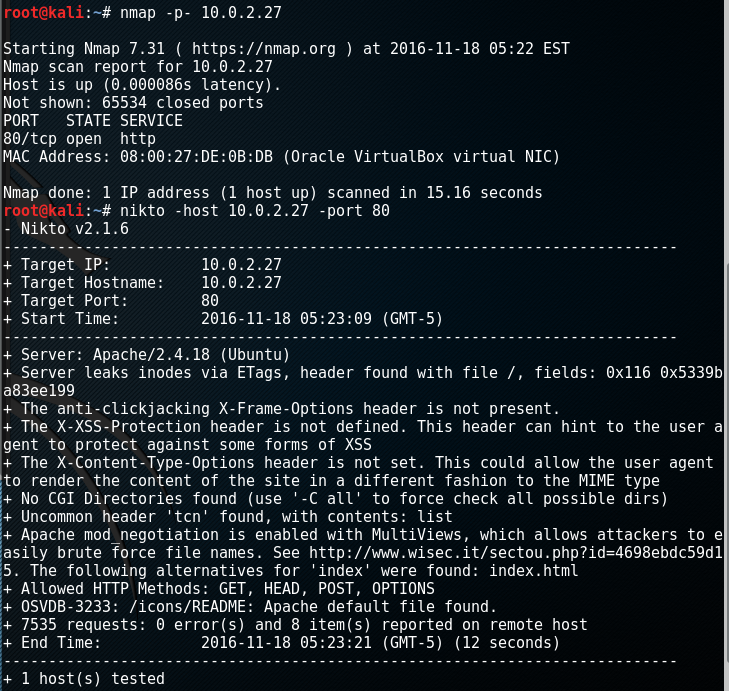 root@kali:~# nmap -p- 10.0.2.27
Starting Nmap 7.31 ( https://nmap.org ) at 2016-11-18 05:22 EST
Nmap scan report for 10.0.2.27
Host is up (0.000086s latency).
Not shown: 65534 closed ports
PORT   STATE SERVICE
80/tcp open  http
MAC Address: 08:00:27:DE:0B:DB (Oracle VirtualBox virtual NIC)
Nmap done: 1 IP address (1 host up) scanned in 15.16 seconds
root@kali:~# nikto -host 10.0.2.27 -port 80
- Nikto v2.1.6
---------------------------------------------------------------------------
+ Target IP:          10.0.2.27
+ Target Hostname:    10.0.2.27
+ Target Port:        80
+ Start Time:         2016-11-18 05:23:09 (GMT-5)
---------------------------------------------------------------------------
+ Server: Apache/2.4.18 (Ubuntu)
+ Server leaks inodes via ETags, header found with file /, fields: 0x116 0x5339b
a83ee199
+ The anti-clickjacking X-Frame-Options header is not present.
+ The X-XSS-Protection header is not defined. This header can hint to the user a
gent to protect against some forms of XSS
+ The X-Content-Type-Options header is not set. This could allow the user agent
to render the content of the site in a different fashion to the MIME type
+ No CGI Directories found (use '-C all' to force check all possible dirs)
+ Uncommon header 'tcn' found, with contents: list
+ Apache mod_negotiation is enabled with MultiViews, which allows attackers to e
asily brute force file names. See http://www.wisec.it/sectou.php?id=4698ebdc59d1
5. The following alternatives for 'index' were found: index.html
+ Allowed HTTP Methods: GET, HEAD, POST, OPTIONS
+ OSVDB-3233: /icons/README: Apache default file found.
+ 7535 requests: 0 error(s) and 8 item(s) reported on remote host
+ End Time:           2016-11-18 05:23:21 (GMT-5) (12 seconds)
---------------------------------------------------------------------------
+ 1 host(s) tested